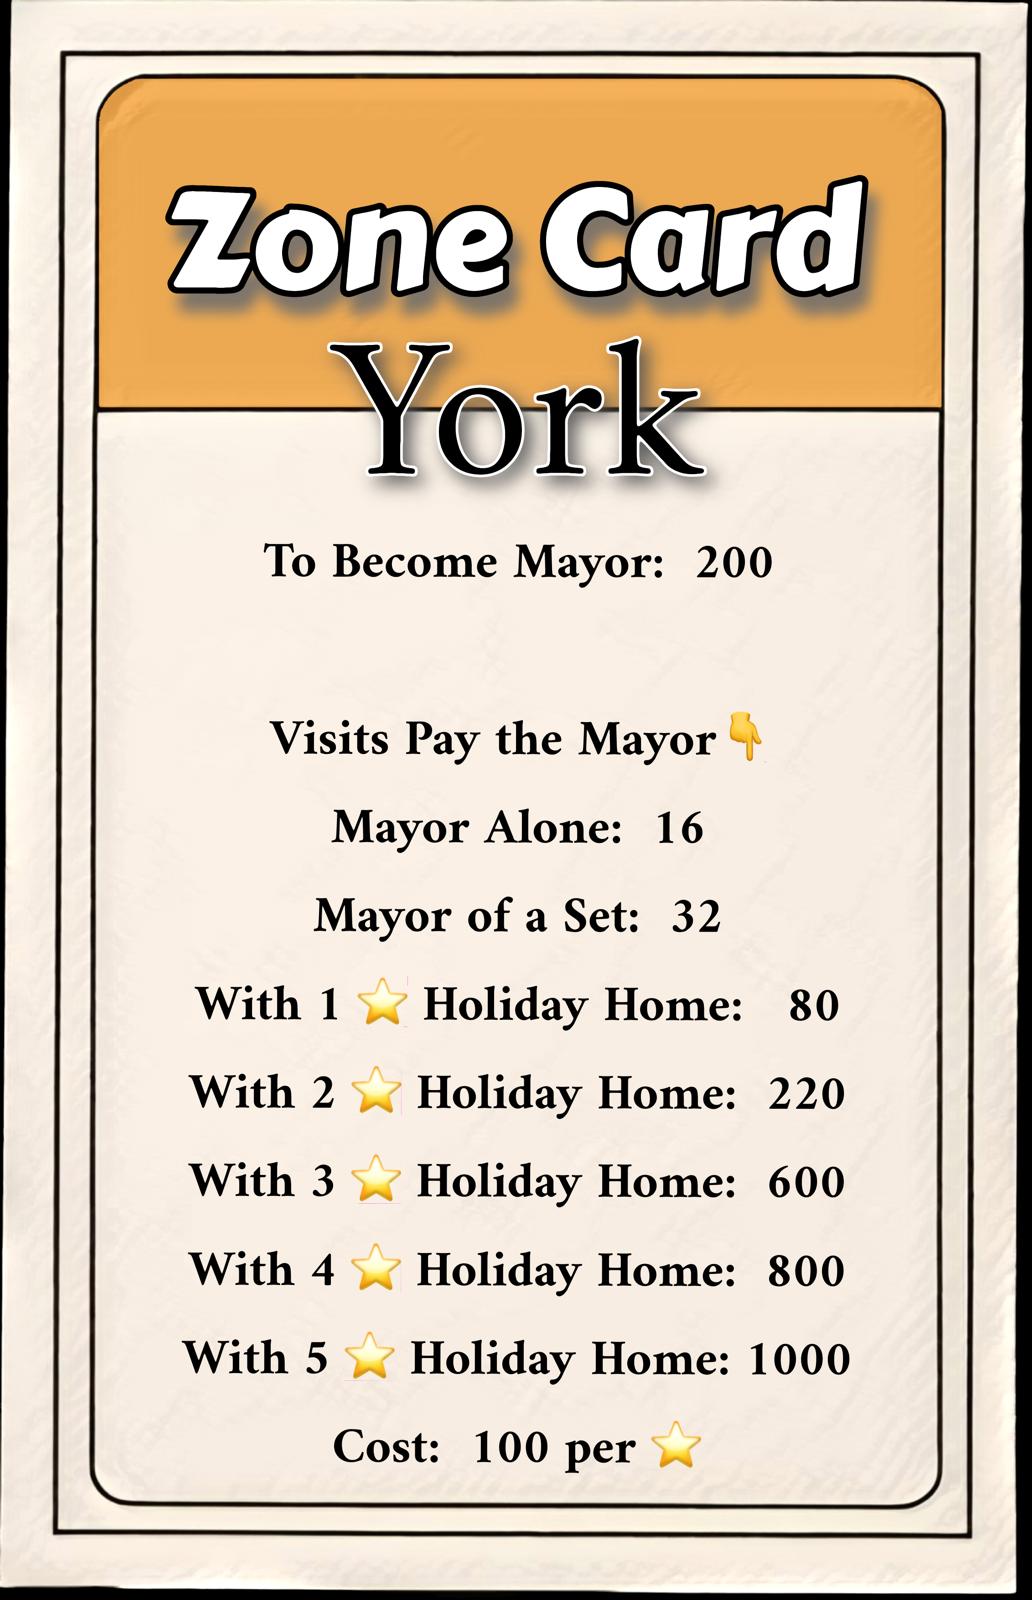 Zone Card
York
To Become Mayor: 200
Visits Pay the Mayor👇
Mayor Alone: 16
Mayor of a Set: 32
With 1 ⭐ Holiday Home: 80
With 2 ⭐ Holiday Home: 220
With 3 ⭐ Holiday Home: 600
With 4 ⭐ Holiday Home: 800
With 5 ⭐ Holiday Home: 1000
Cost: 100 per ⭐